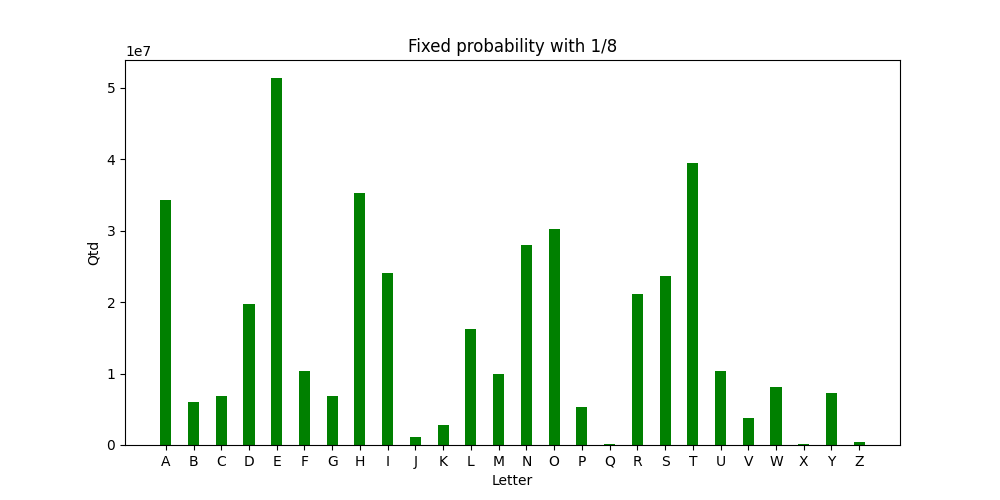 Fixed probability with 1/8
1e7
5
4
3
2
1
0
Qtd
A B C D E F G H I J K L M N O P Q R S T U V W X Y Z
Letter